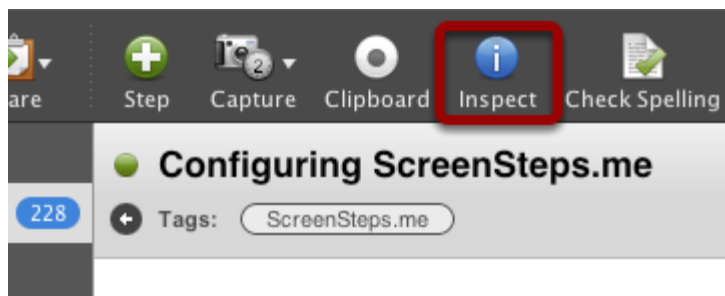 are Step Capture Clipboard Inspect Check Spelling
Configuring ScreenSteps.me
228 Tags: ScreenSteps.me